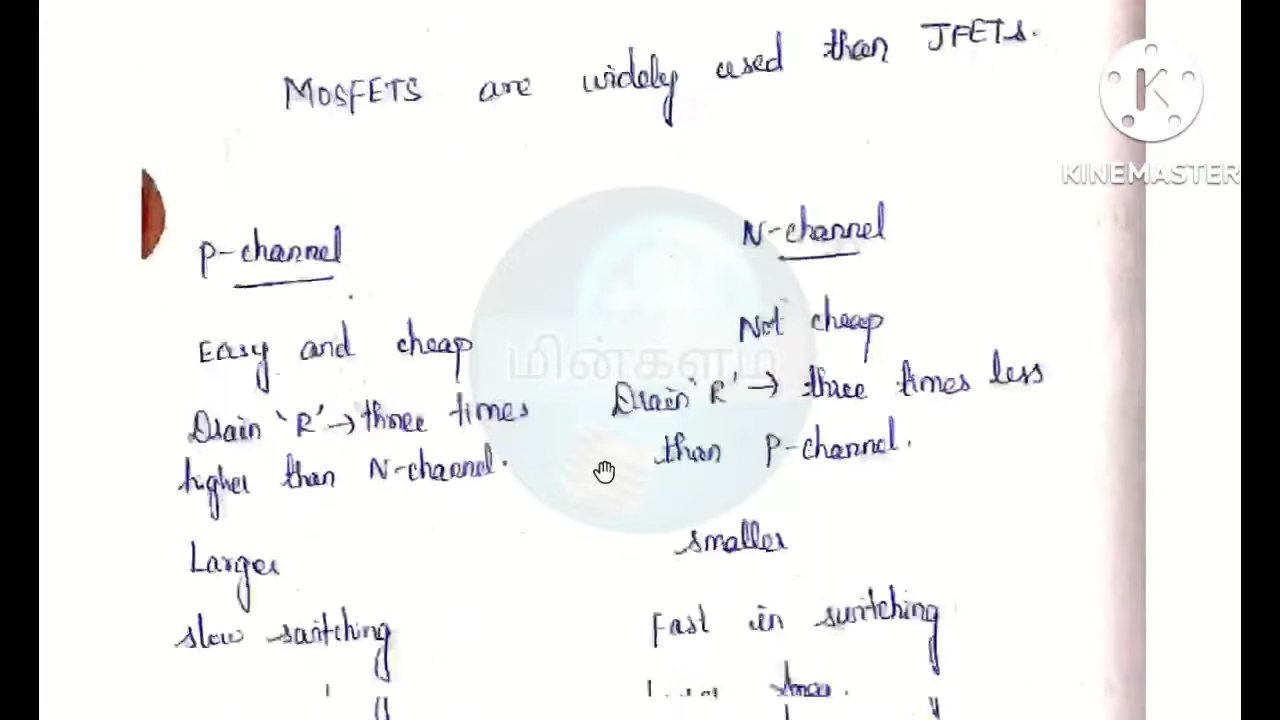 MOSFETS are widely used than JFETs.
KINEMASTER
P-channel
N-channel
Easy and cheap
Not cheap
மின்களம்
Drain 'R' → three times
higher than N-channel.
Drain 'R' → three times less
than P-channel.
Larger
smaller
slow switching
Fast in switching